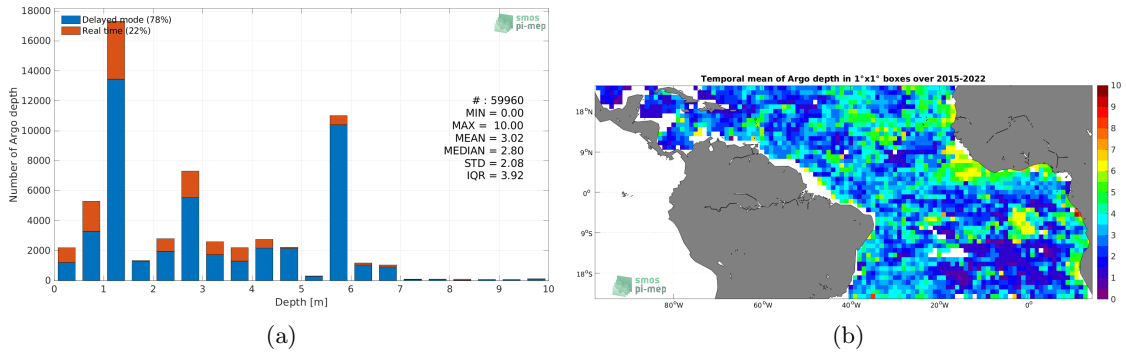 18000
16000
14000
12000
10000
8000
6000
4000
2000
0
Number of Argo depth
Delayed mode (78%)
Real time (22%)
smos
pi-mep
# : 59960
MIN = 0.00
MAX = 10.00
MEAN = 3.02
MEDIAN = 2.80
STD = 2.08
IQR = 3.92
0 1 2 3 4 5 6 7 8 9 10
Depth [m]
(a)
Temporal mean of Argo depth in 1°x1° boxes over 2015-2022
18°N
9°N
0°
9°S
18°S
smos
pi-mep
80°W 60°W 40°W 20°W 0°
10
9
8
7
6
5
4
3
2
1
0
(b)